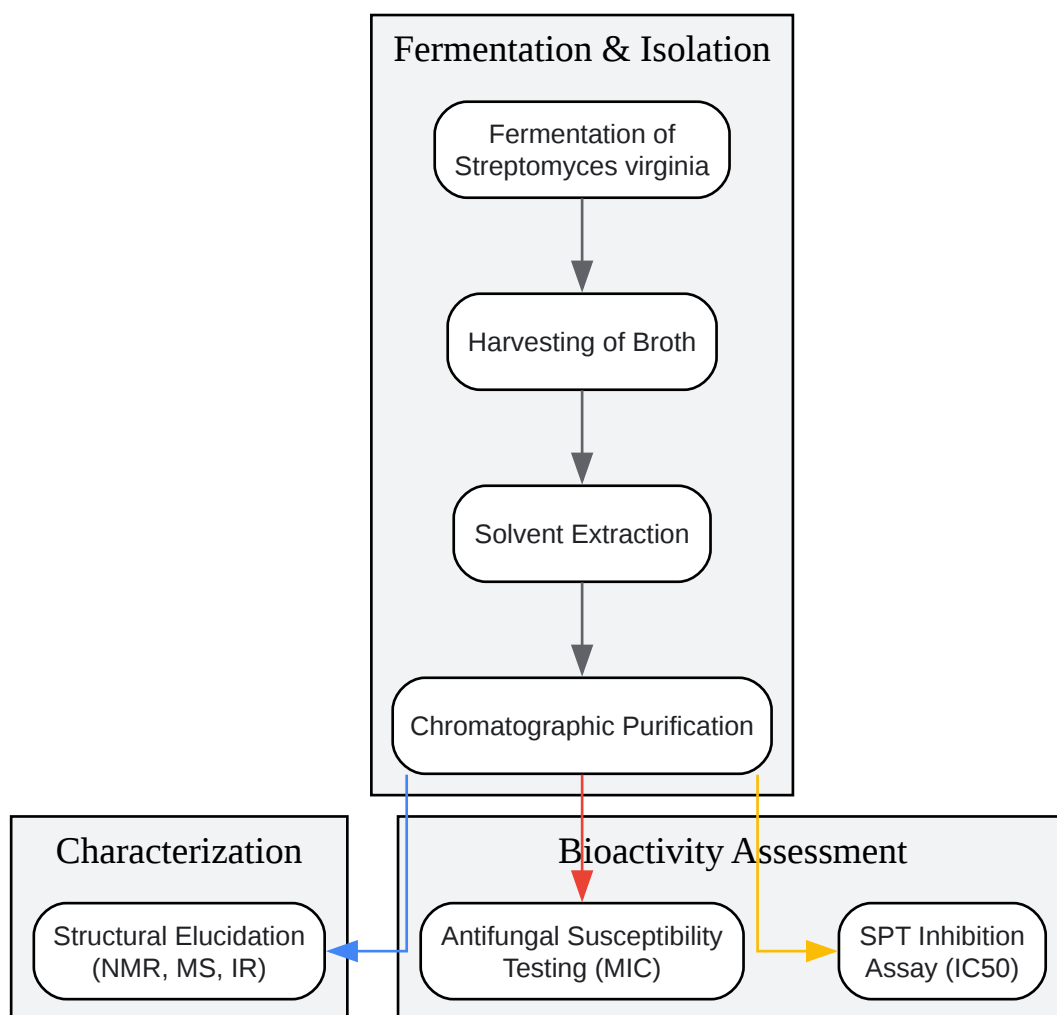 Fermentation & Isolation
Fermentation of
Streptomyces virginia
Harvesting of Broth
Solvent Extraction
Chromatographic Purification
Characterization
Structural Elucidation
(NMR, MS, IR)
Bioactivity Assessment
Antifungal Susceptibility
Testing (MIC)
SPT Inhibition
Assay (IC50)